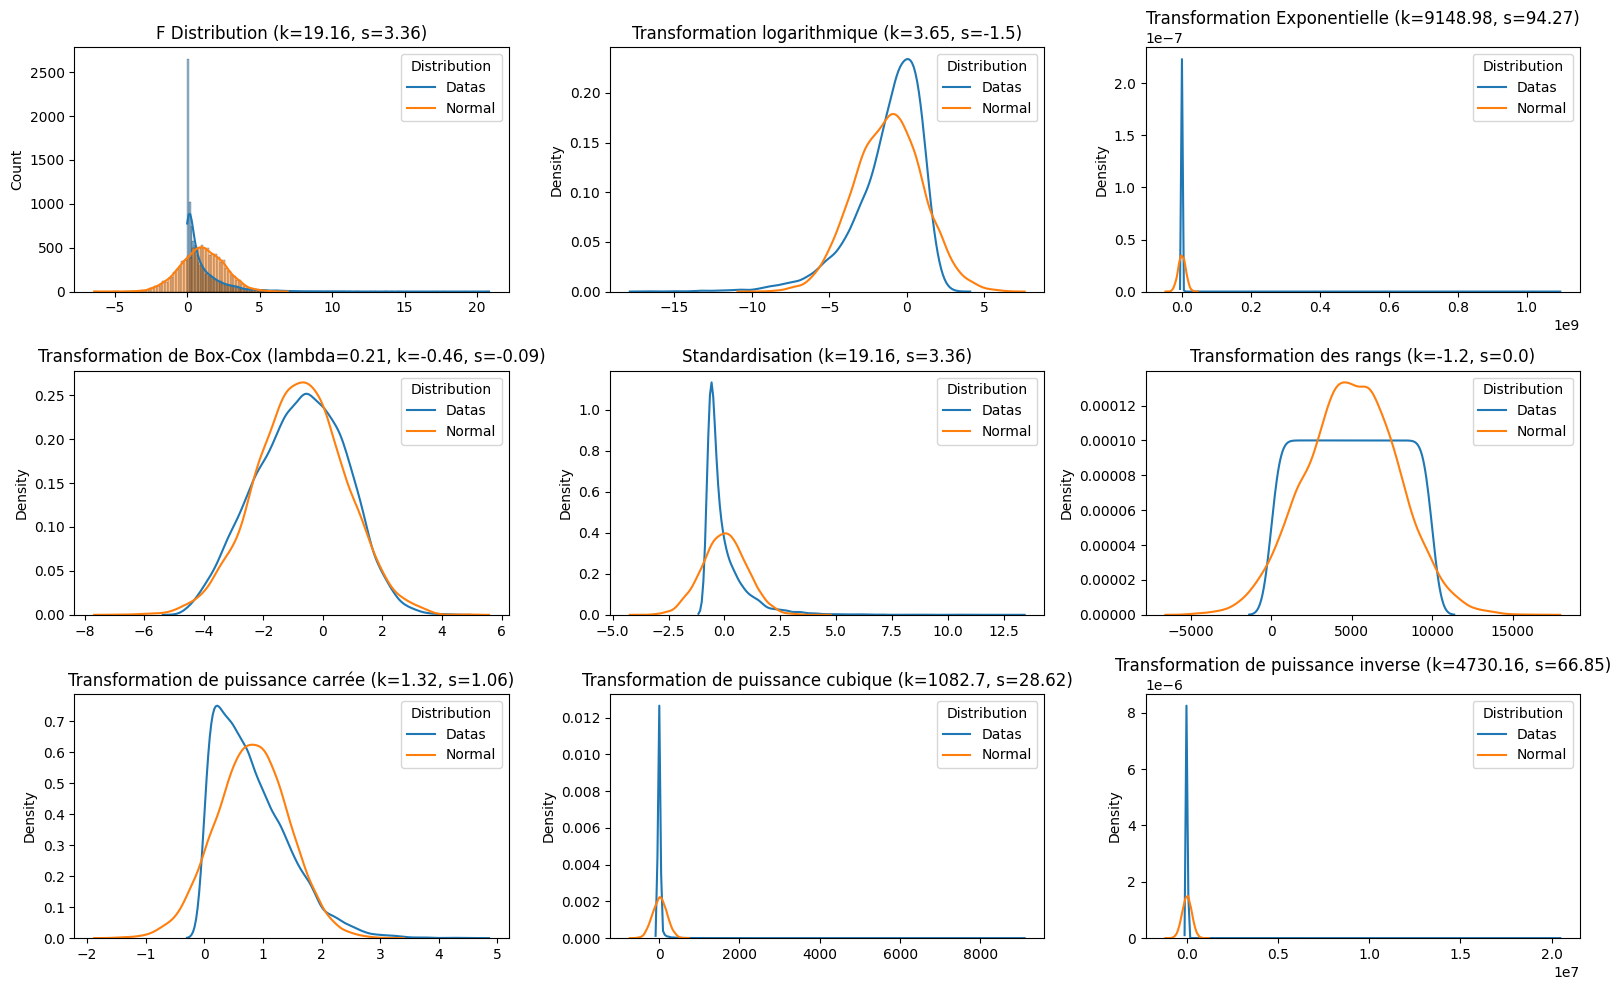 F Distribution (k=19.16, s=3.36)
Count
2500
2000
1500
1000
500
0
−5 0 5 10 15 20
Distribution
Datas
Normal
Transformation logarithmique (k=3.65, s=-1.5)
Density
0.20
0.15
0.10
0.05
0.00
−15 −10 −5 0 5
Distribution
Datas
Normal
Transformation Exponentielle (k=9148.98, s=94.27)
1e−7
Density
2.0
1.5
1.0
0.5
0.0
0.0 0.2 0.4 0.6 0.8 1.0
1e9
Distribution
Datas
Normal
Transformation de Box-Cox (lambda=0.21, k=-0.46, s=-0.09)
Density
0.25
0.20
0.15
0.10
0.05
0.00
−8 −6 −4 −2 0 2 4 6
Distribution
Datas
Normal
Standardisation (k=19.16, s=3.36)
Density
1.0
0.8
0.6
0.4
0.2
0.0
−5.0 −2.5 0.0 2.5 5.0 7.5 10.0 12.5
Distribution
Datas
Normal
Transformation des rangs (k=-1.2, s=0.0)
Density
0.00012
0.00010
0.00008
0.00006
0.00004
0.00002
0.00000
−5000 0 5000 10000 15000
Distribution
Datas
Normal
Transformation de puissance carrée (k=1.32, s=1.06)
Density
0.7
0.6
0.5
0.4
0.3
0.2
0.1
0.0
−2 −1 0 1 2 3 4 5
Distribution
Datas
Normal
Transformation de puissance cubique (k=1082.7, s=28.62)
Density
0.012
0.010
0.008
0.006
0.004
0.002
0.000
0 2000 4000 6000 8000
Distribution
Datas
Normal
Transformation de puissance inverse (k=4730.16, s=66.85)
1e−6
Density
8
6
4
2
0
0.0 0.5 1.0 1.5 2.0
1e7
Distribution
Datas
Normal